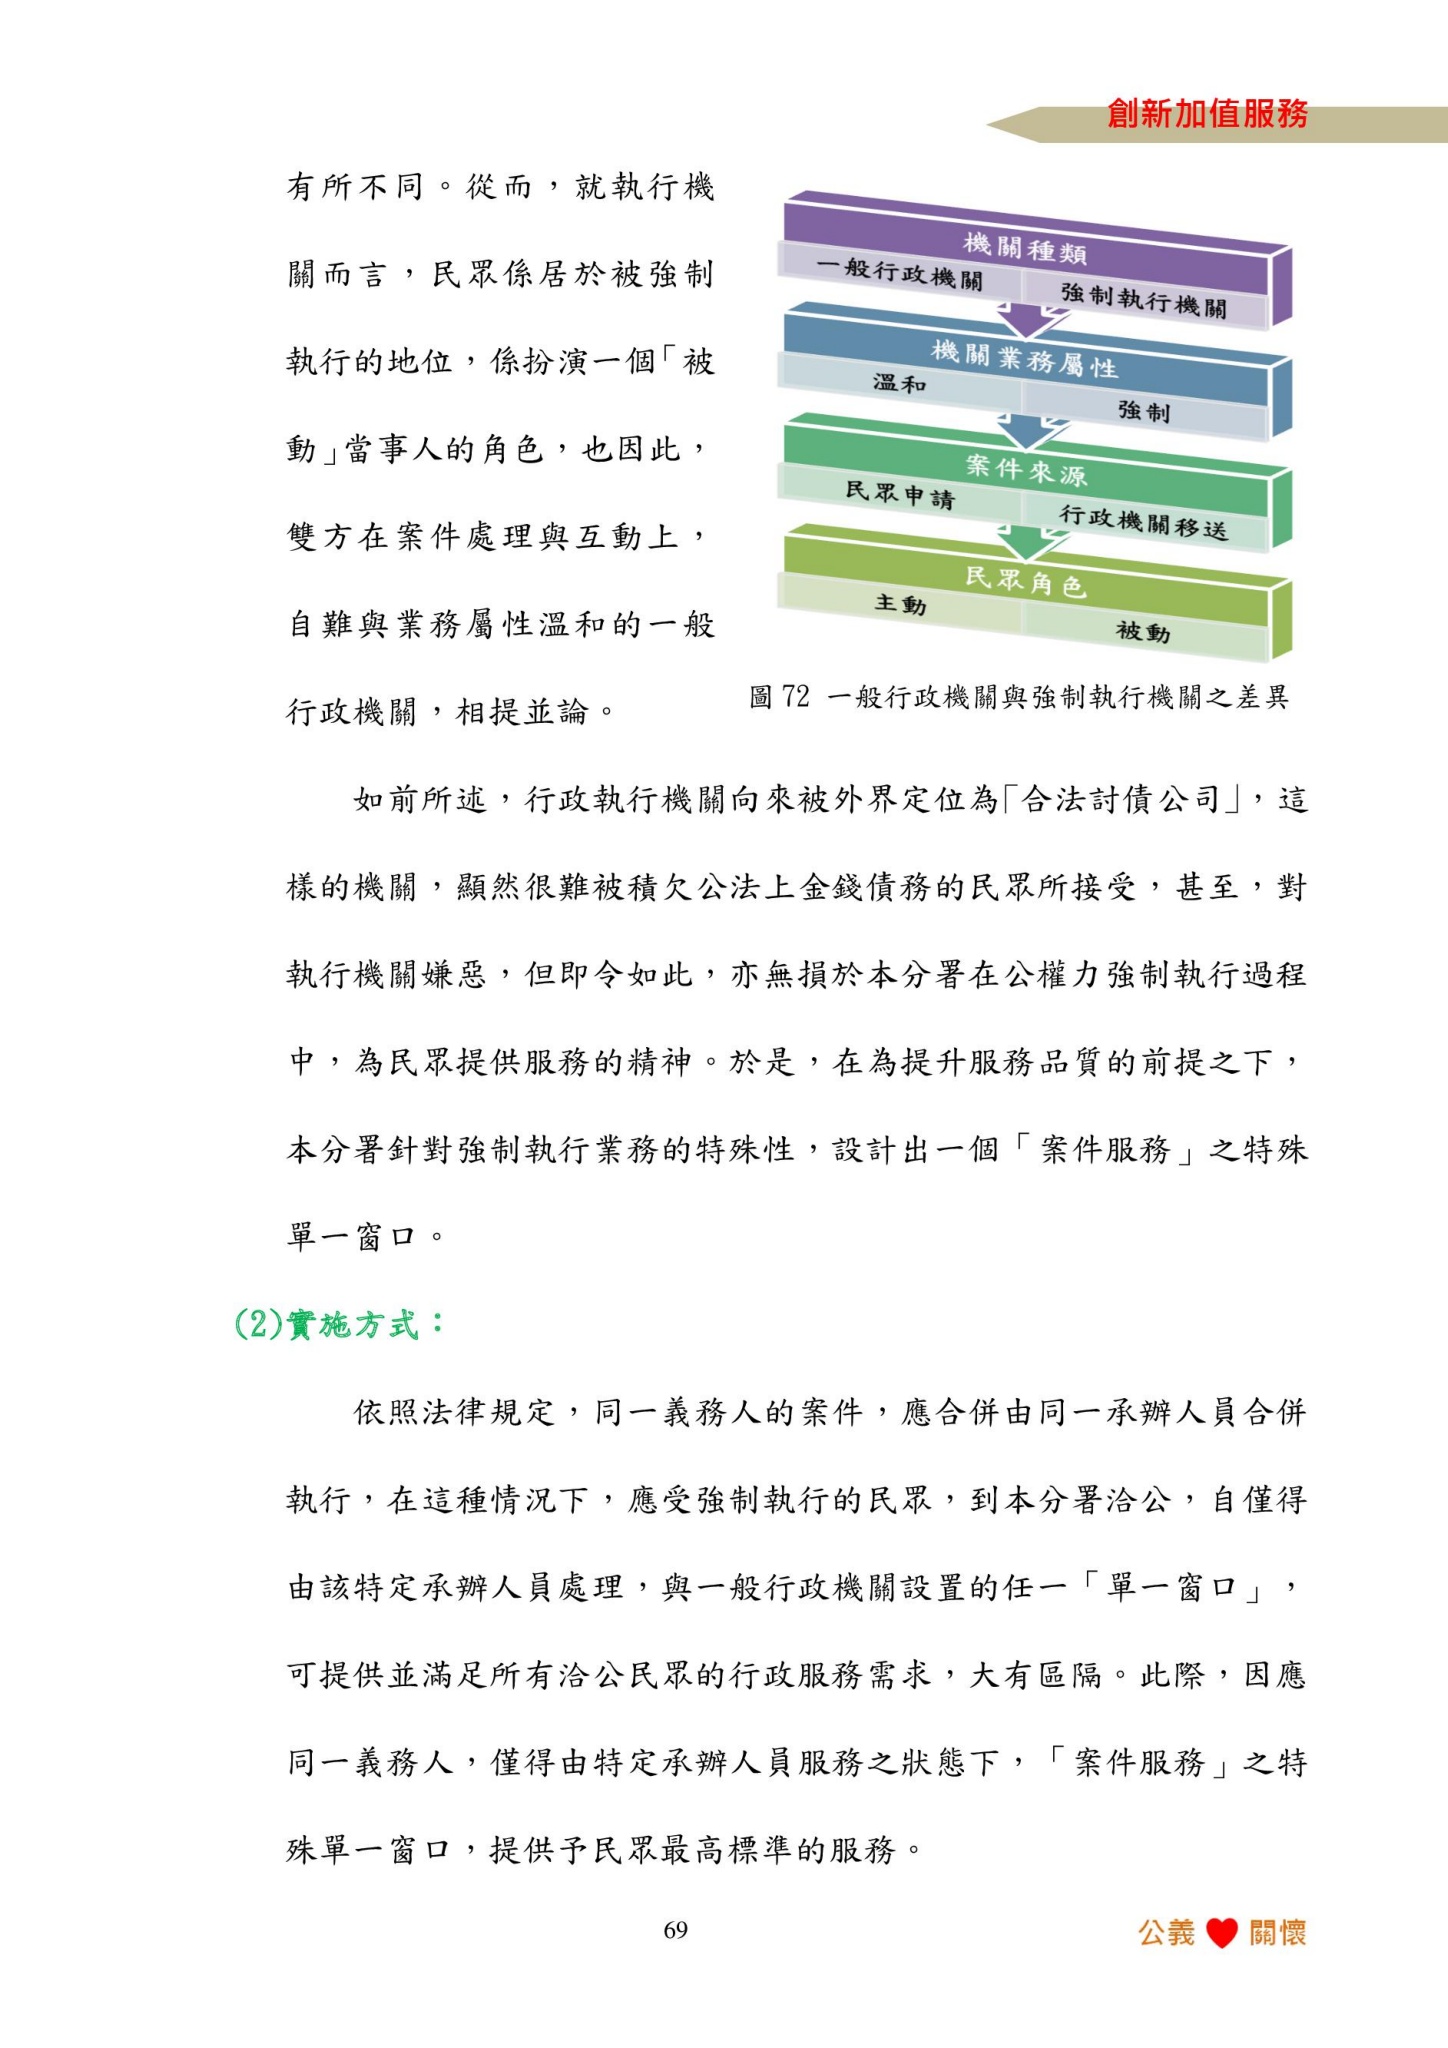 創新加值服務
有所不同。從而，就執行機
關而言，民眾係居於被強制
執行的地位，係扮演一個「被
動」當事人的角色，也因此，
雙方在案件處理與互動上，
自難與業務屬性溫和的一般
行政機關，相提並論。
機關種類
一般行政機關
強制執行機關
機關業務屬性
溫和
強制
案件來源
民眾申請
行政機關移送
民眾角色
主動
被動
圖 72 一般行政機關與強制執行機關之差異
如前所述，行政執行機關向來被外界定位為「合法討債公司」，這
樣的機關，顯然很難被積欠公法上金錢債務的民眾所接受，甚至，對
執行機關嫌惡，但即令如此，亦無損於本分署在公權力強制執行過程
中，為民眾提供服務的精神。於是，在為提升服務品質的前提之下，
本分署針對強制執行業務的特殊性，設計出一個「案件服務」之特殊
單一窗口。
(2)實施方式：
依照法律規定，同一義務人的案件，應合併由同一承辦人員合併
執行，在這種情況下，應受強制執行的民眾，到本分署洽公，自僅得
由該特定承辦人員處理，與一般行政機關設置的任一「單一窗口」，
可提供並滿足所有洽公民眾的行政服務需求，大有區隔。此際，因應
同一義務人，僅得由特定承辦人員服務之狀態下，「案件服務」之特
殊單一窗口，提供予民眾最高標準的服務。
69
公義 關懷